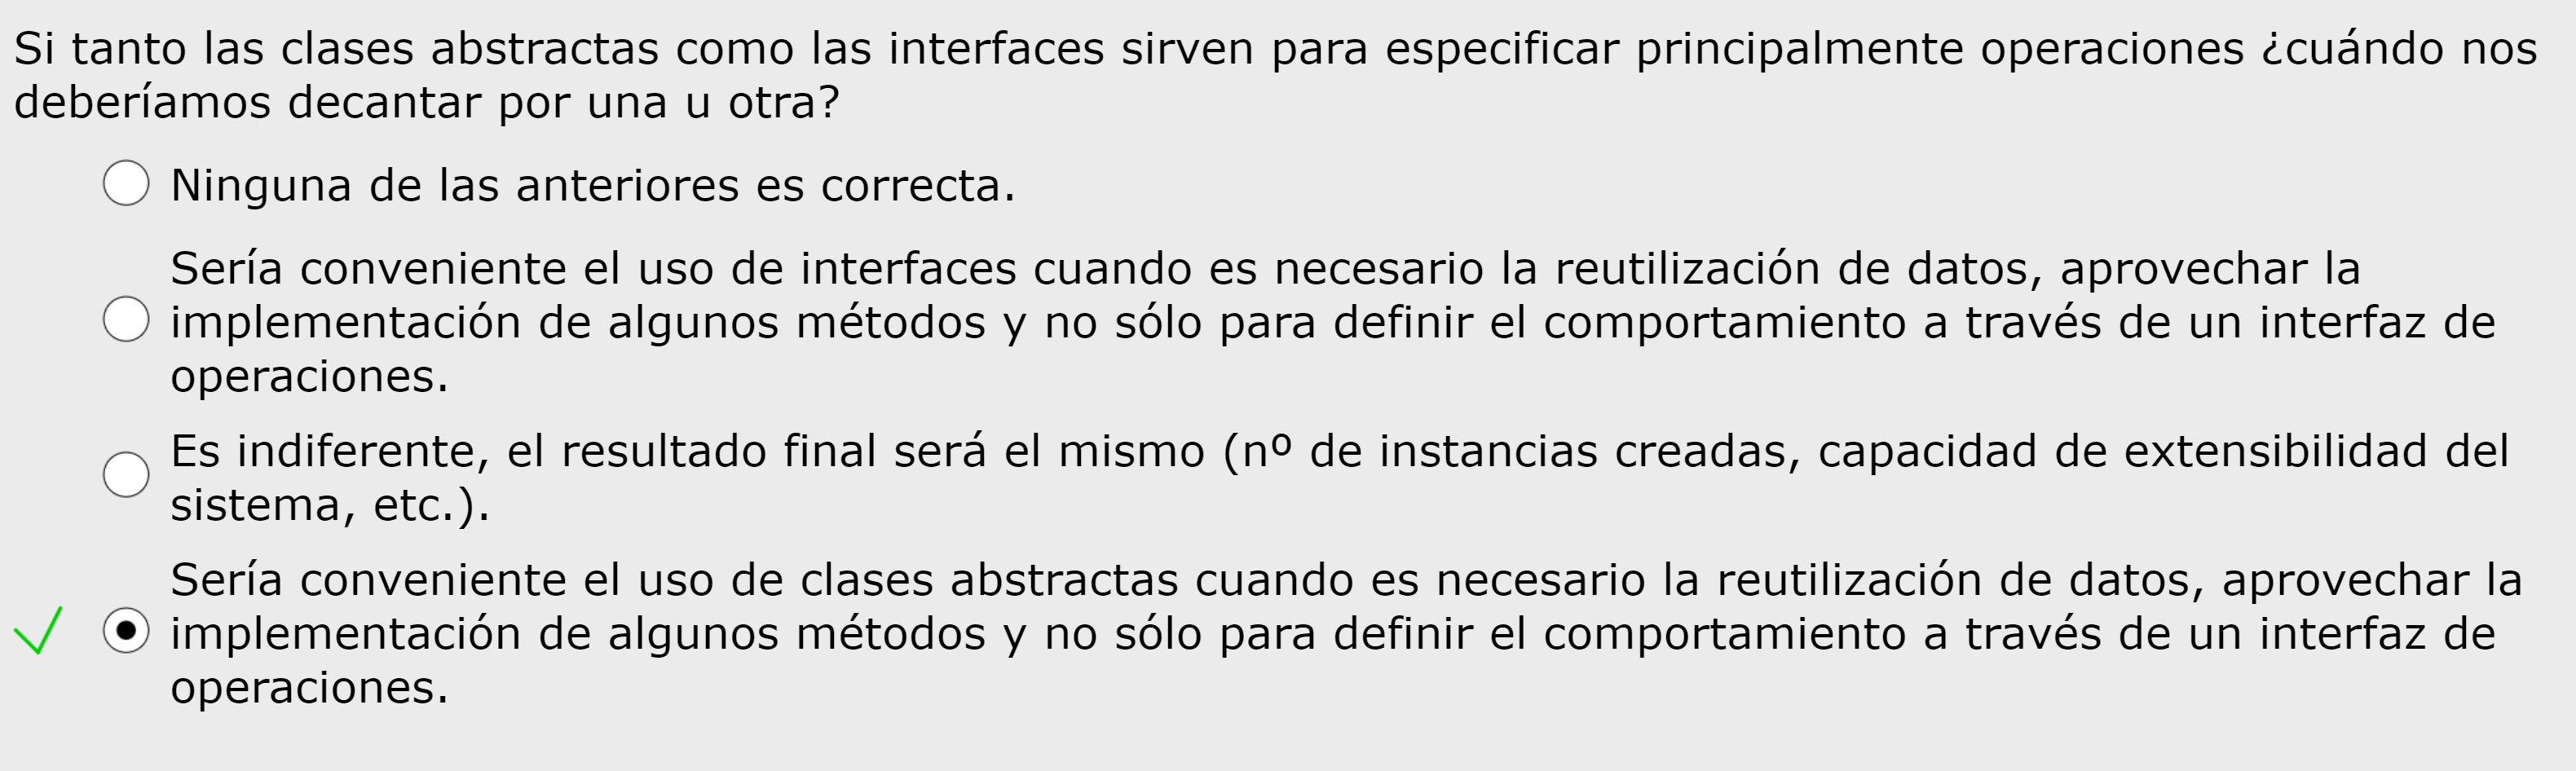 Si tanto las clases abstractas como las interfaces sirven para especificar principalmente operaciones ¿cuándo nos
deberíamos decantar por una u otra?
Ninguna de las anteriores es correcta.
Sería conveniente el uso de interfaces cuando es necesario la reutilización de datos, aprovechar la
implementación de algunos métodos y no sólo para definir el comportamiento a través de un interfaz de
operaciones.
Es indiferente, el resultado final será el mismo (nº de instancias creadas, capacidad de extensibilidad del
sistema, etc.).
Sería conveniente el uso de clases abstractas cuando es necesario la reutilización de datos, aprovechar la
implementación de algunos métodos y no sólo para definir el comportamiento a través de un interfaz de
operaciones.